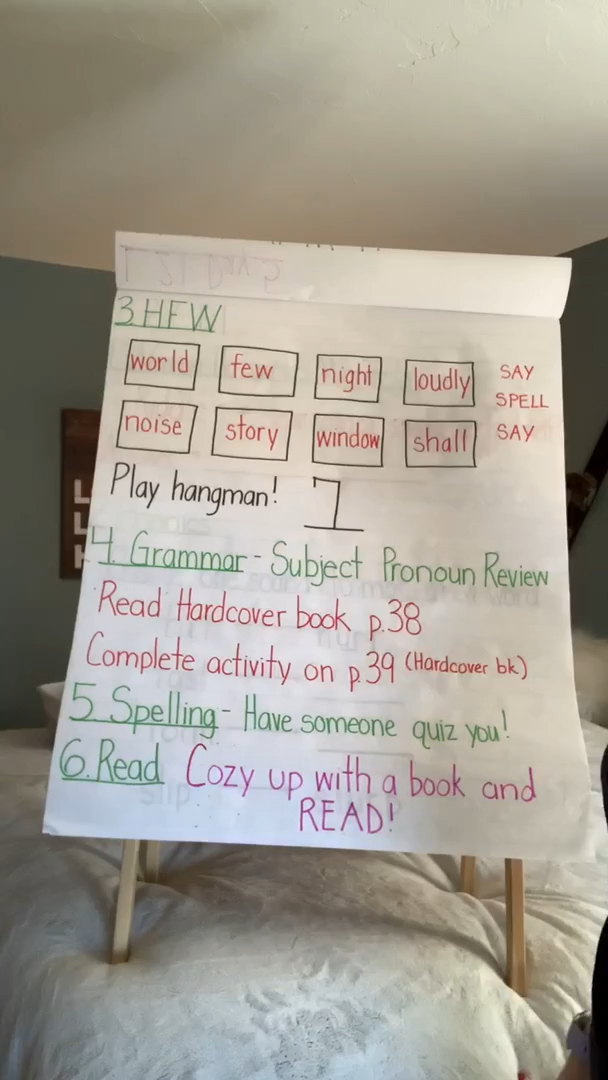 3.HFW
world few night loudly SAY
SPELL
noise story window shall SAY
Play hangman!
4. Grammar - Subject Pronoun Review
Read Hardcover book p.38
Complete activity on p.39 (Hardcover bk)
5. Spelling - Have someone quiz you!
6. Read Cozy up with a book and
READ!